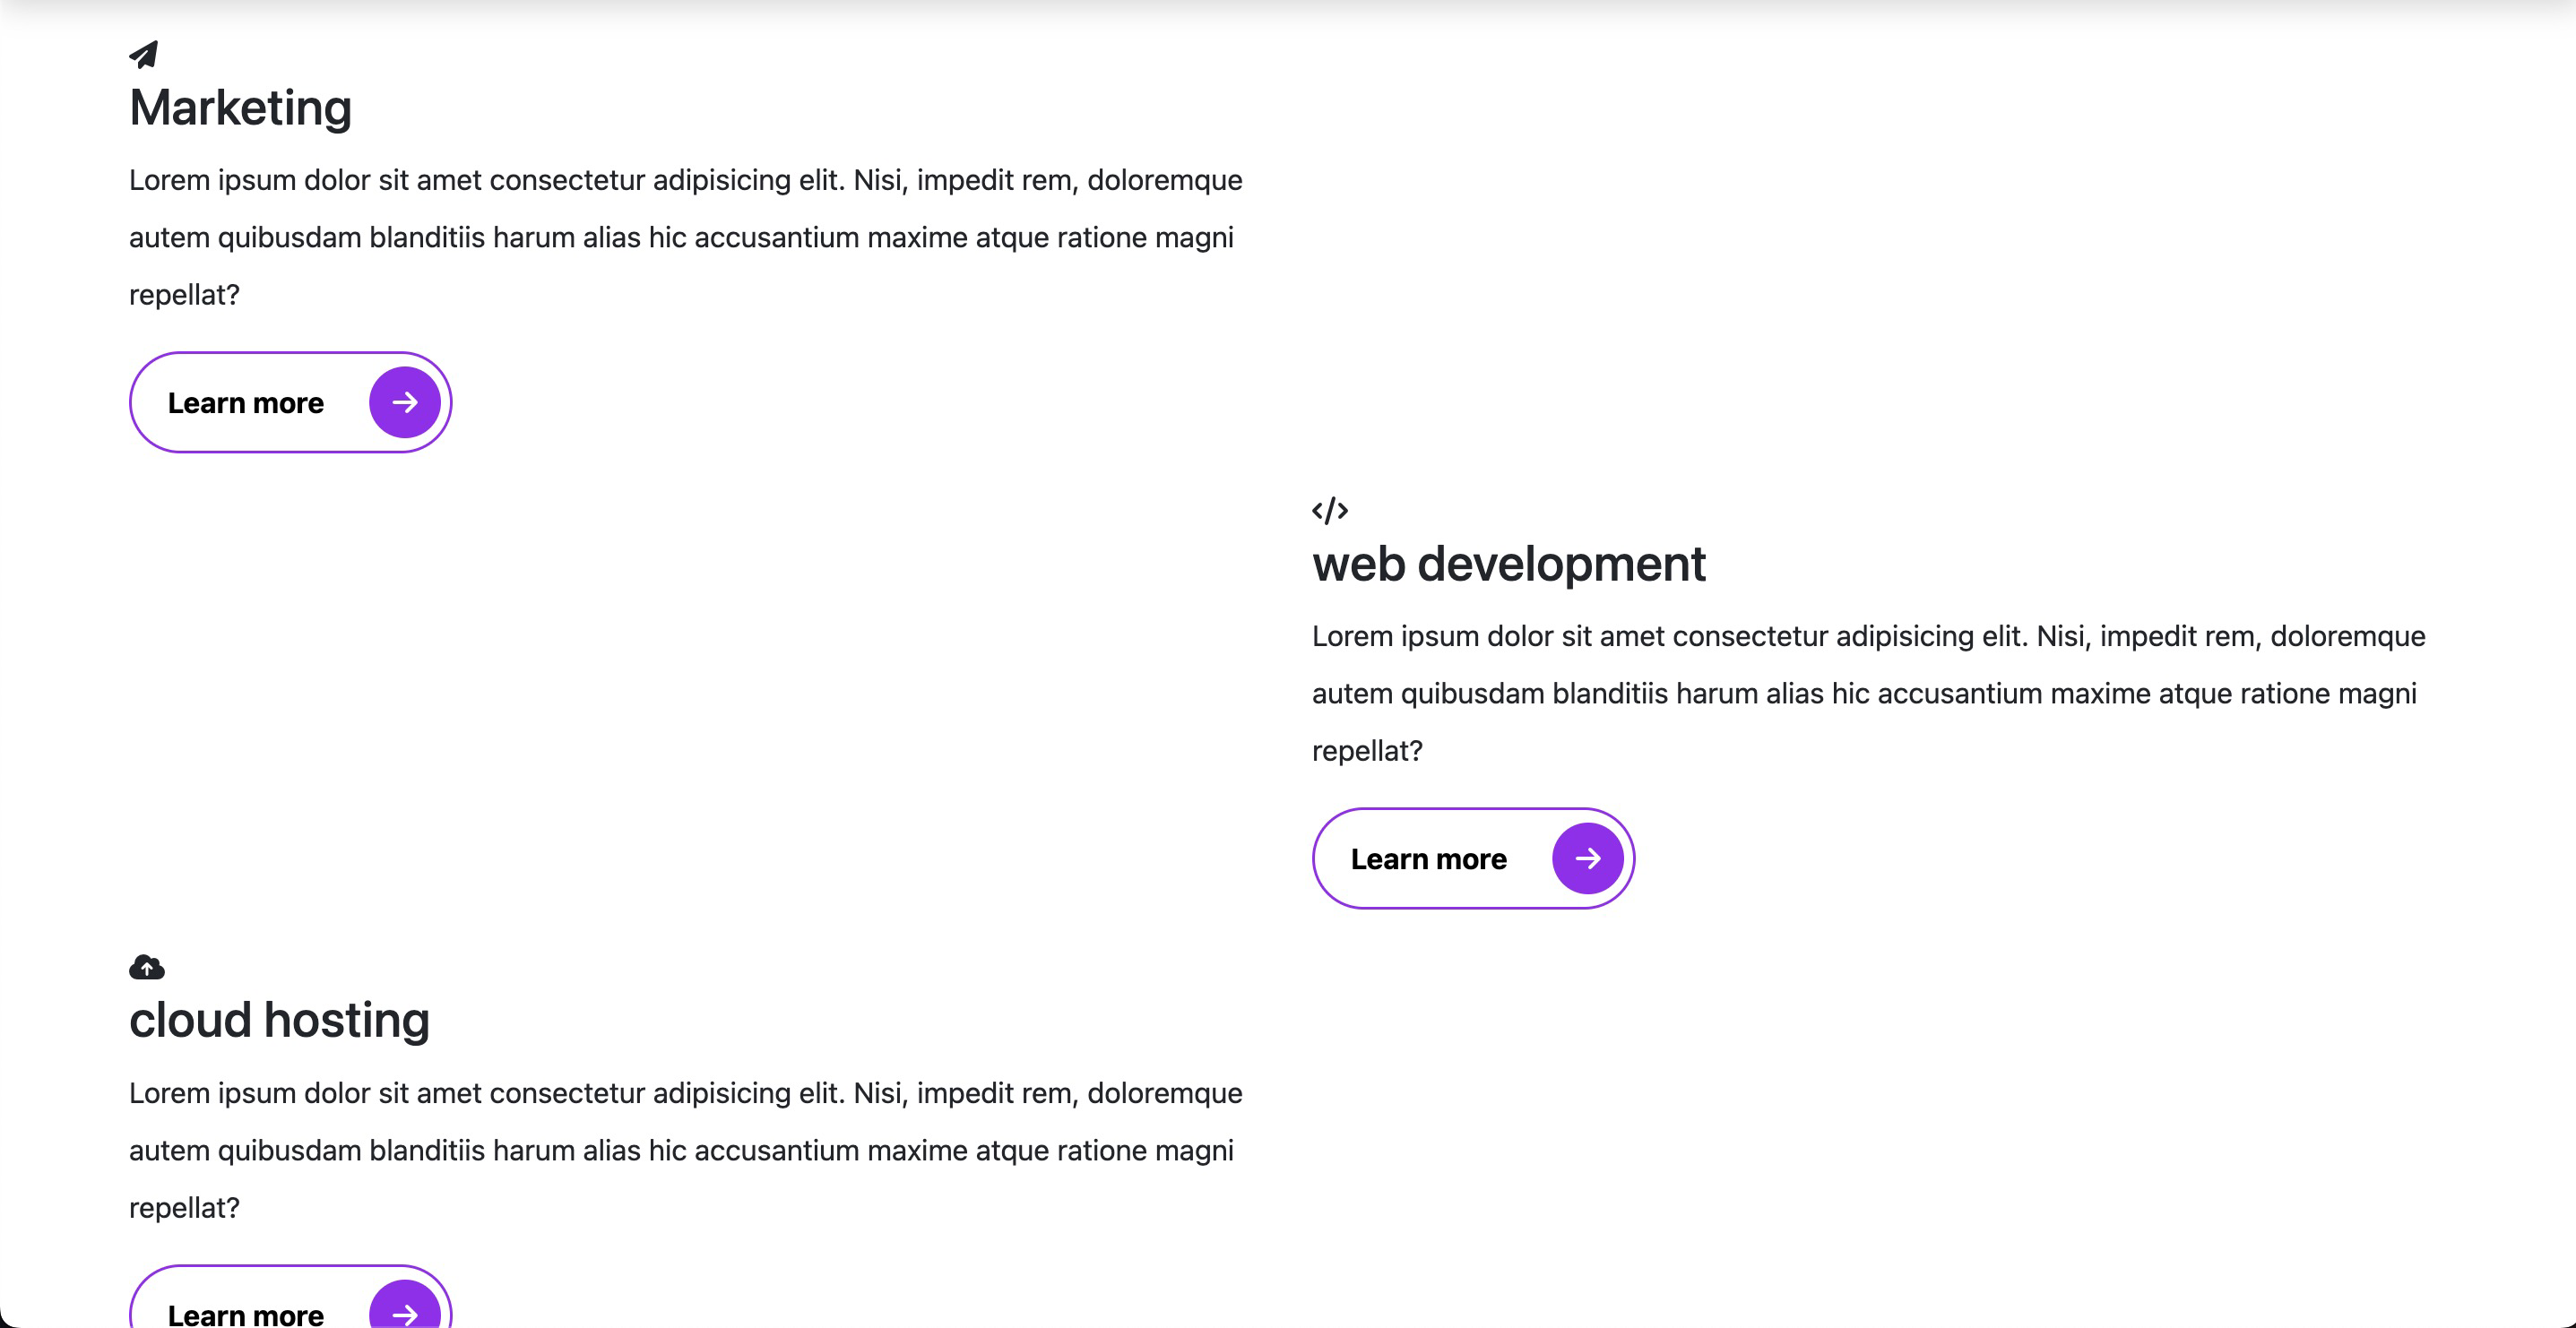 Marketing
Lorem ipsum dolor sit amet consectetur adipisicing elit. Nisi, impedit rem, doloremque
autem quibusdam blanditiis harum alias hic accusantium maxime atque ratione magni
repellat?
Learn more
web development
Lorem ipsum dolor sit amet consectetur adipisicing elit. Nisi, impedit rem, doloremque
autem quibusdam blanditiis harum alias hic accusantium maxime atque ratione magni
repellat?
Learn more
cloud hosting
Lorem ipsum dolor sit amet consectetur adipisicing elit. Nisi, impedit rem, doloremque
autem quibusdam blanditiis harum alias hic accusantium maxime atque ratione magni
repellat?
Learn more